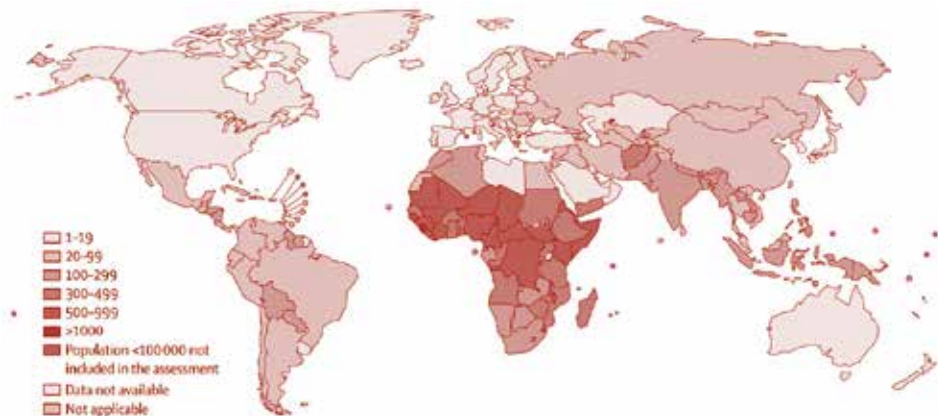 1–19
20–99
100–299
300–499
500–999
>1000
Population <100 000 not
included in the assessment
Data not available
Not applicable